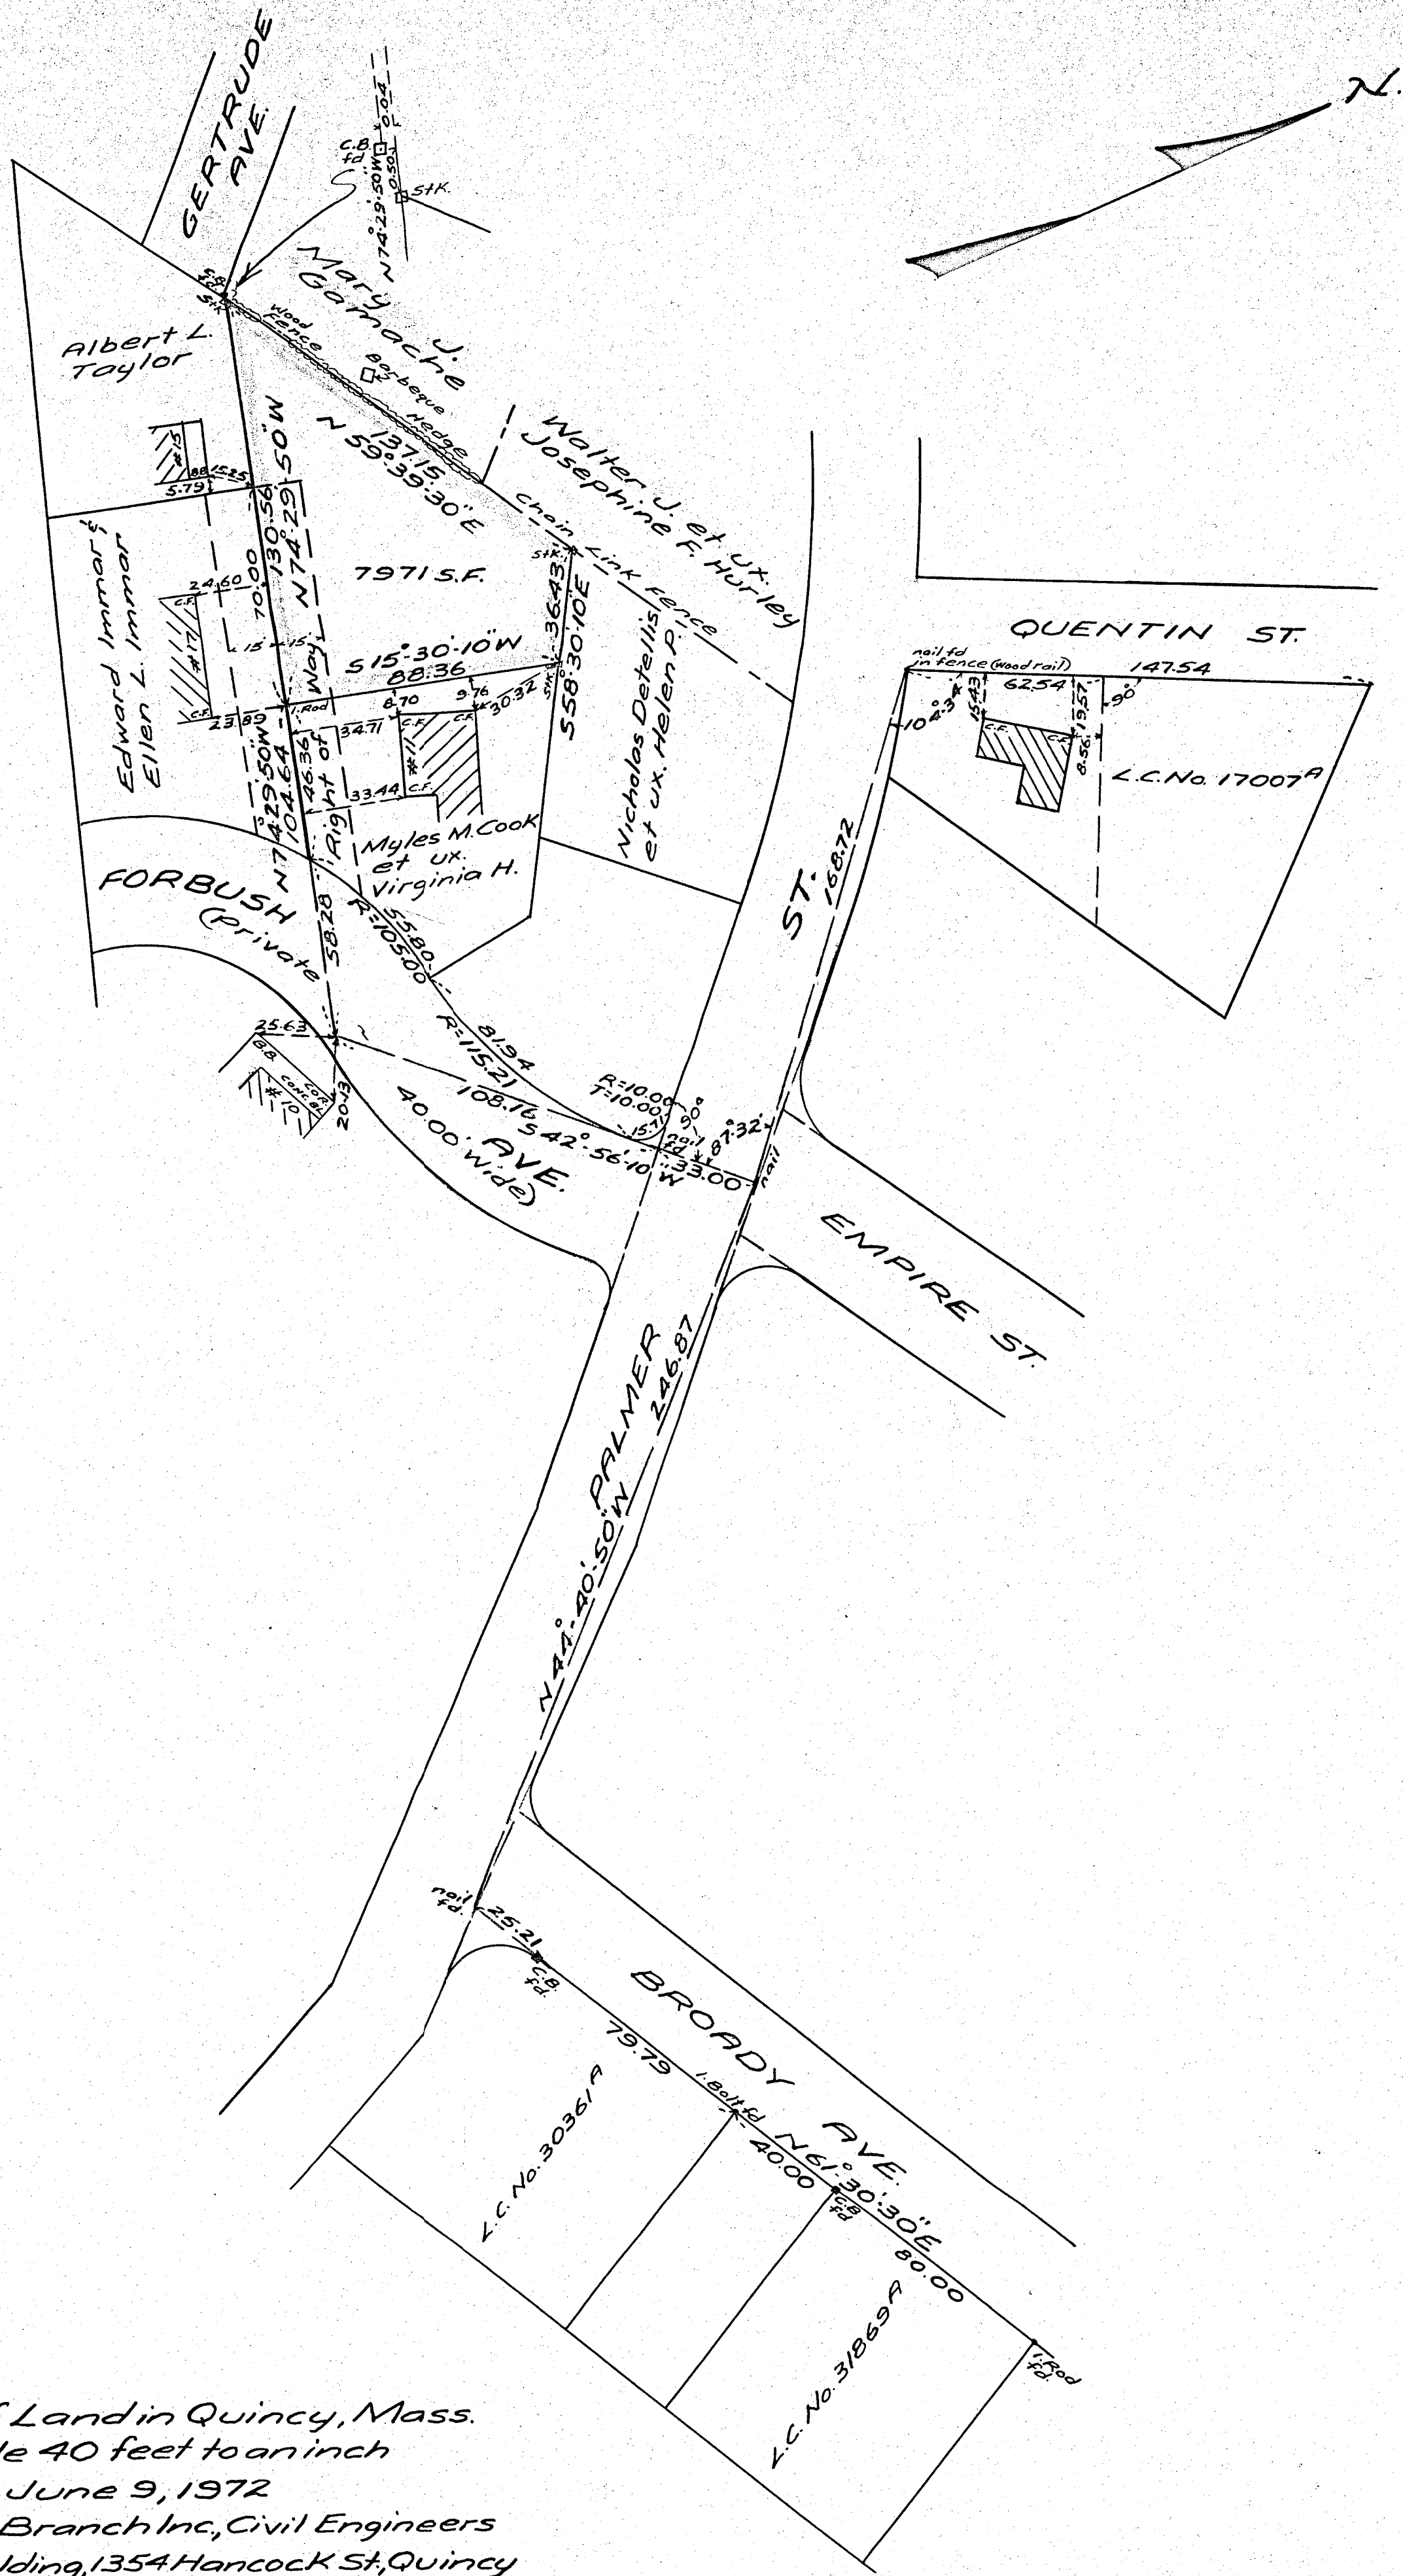 N.
GERTRUDE
AVE.
C.B.
fd
0.04
0.50
N74°-29'-50"W
Stk.
C.B.
fd
Stk.
Mary J.
Gamache
Wood
Fence
Barbeque
Hedge
137.15
N 59°-39'-30"E
Albert L.
Taylor
#15
15.25
5.79
130.56
N 74°-29'-50"W
70.00
7971 S.F.
Walter J. et ux.
Josephine F. Hurley
Chain Link Fence
Stk.
36.43
S58°-30'-10"E
Nicholas Detellis
et ux. Helen P.
Edward Immor &
Ellen L. Immor
24.60
C.F.
#17
C.F.
23.89
15'
15'
S 15°-30'-10"W
88.36
I.Rod
8.70
9.76
30.32
Stk.
Right of Way
34.71
C.F.
C.F.
#11
C.F.
33.44
46.36
N74°-29'-50"W
104.64
58.28
Myles M. Cook
et ux.
Virginia H.
FORBUSH
(Private
AVE.
40.00' Wide)
55.80
R=105.00
81.94
R=115.21
108.76
S 42°-56'-10"W
R=10.00
T=10.00
15.71
90°
nail
fd
87°-32'
33.00
nail
25.63
B.B. COR.
CONC. BL.
#10
20.13
QUENTIN ST.
nail fd
in fence (Wood rail)
62.54
147.54
104°-34'
15.43
19.57
90°
C.F.
C.F.
8.56
L.C.No. 17007A
PALMER ST.
168.72
246.87
N44°-40'-50"W
EMPIRE ST.
nail
fd.
25.21
C.B.
fd.
BROADY AVE.
79.79
I.Bolt fd
40.00
N61°-30'-30"E
C.B.
fd
80.00
I.Rod
fd.
L.C. No. 30361A
L.C. No. 31869A
Land in Quincy, Mass.
40 feet to an inch
June 9, 1972
Branch Inc., Civil Engineers
1354 Hancock St., Quincy